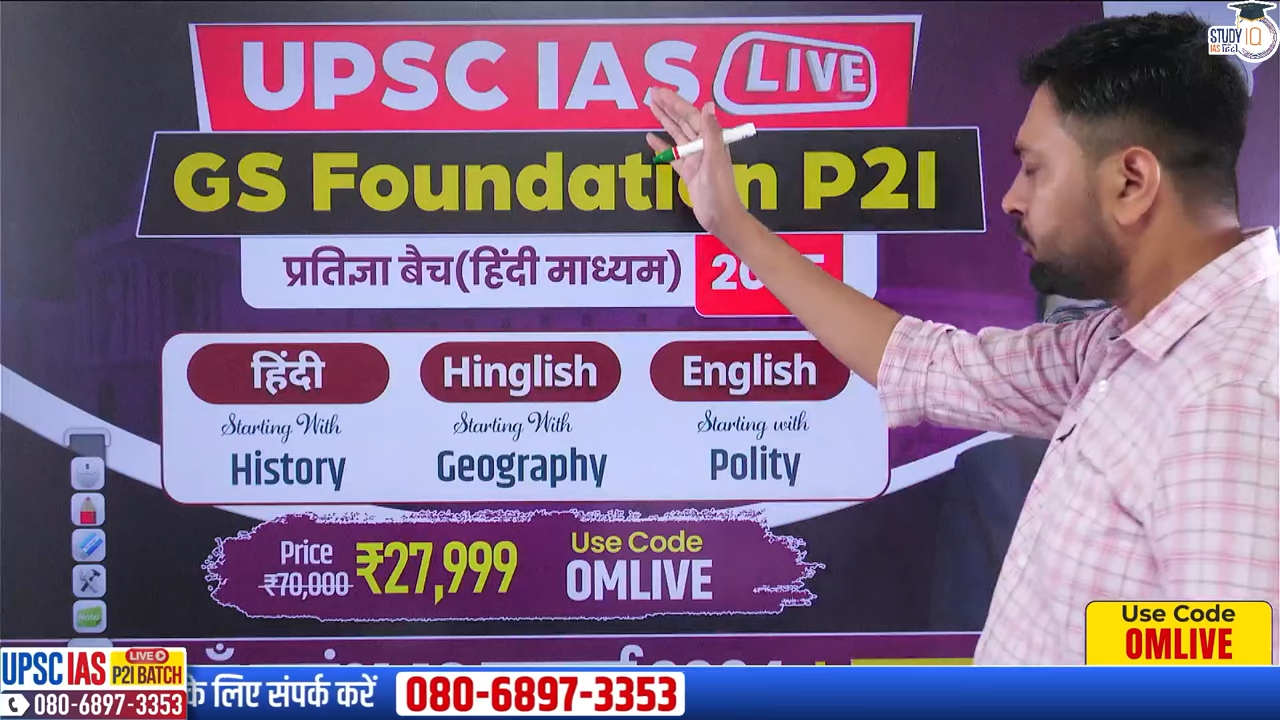 STUDY IQ
IAS हिंदी
UPSC IAS LIVE
GS Foundation P2I
प्रतिज्ञा बैच(हिंदी माध्यम)
हिंदी
Starting With
History
Hinglish
Starting With
Geography
English
Starting with
Polity
Price
₹70,000
₹27,999
Use Code
OMLIVE
Note
Use Code
OMLIVE
UPSC IAS LIVE
P2I BATCH
080-6897-3353
के लिए संपर्क करें 080-6897-3353